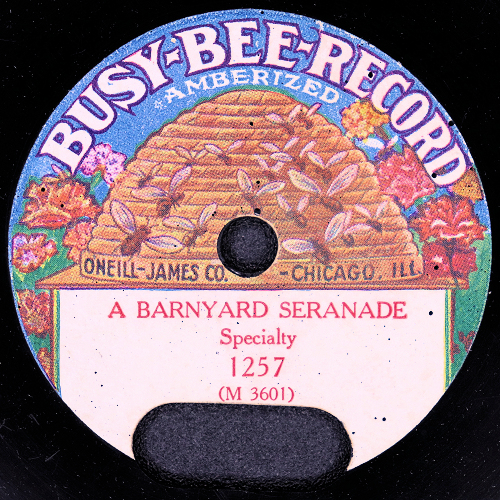 BUSY-BEE-RECORD
AMBERIZED
ONEILL-JAMES CO. -CHICAGO, ILL.
A BARNYARD SERANADE
Specialty
1257
(M 3601)